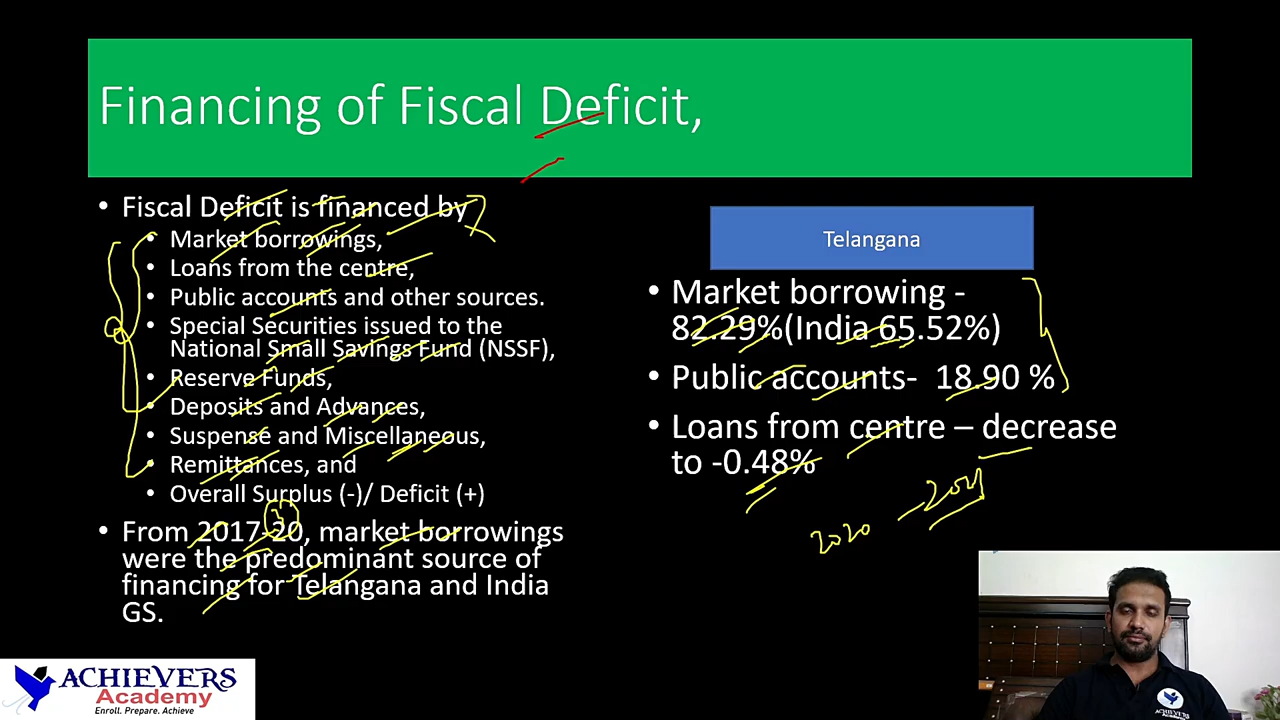 Financing of Fiscal Deficit,
• Fiscal Deficit is financed by
• Market borrowings,
• Loans from the centre,
• Public accounts and other sources.
• Special Securities issued to the
National Small Savings Fund (NSSF),
• Reserve Funds,
• Deposits and Advances,
• Suspense and Miscellaneous,
• Remittances, and
• Overall Surplus (-)/ Deficit (+)
3
• From 2017-20, market borrowings
were the predominant source of
financing for Telangana and India
GS.
Telangana
• Market borrowing -
82.29%(India 65.52%)
• Public accounts- 18.90 %
• Loans from centre – decrease
to -0.48%
2020 - 2021
ACHIEVERS
Academy
Enroll. Prepare. Achieve
ACHIEVERS